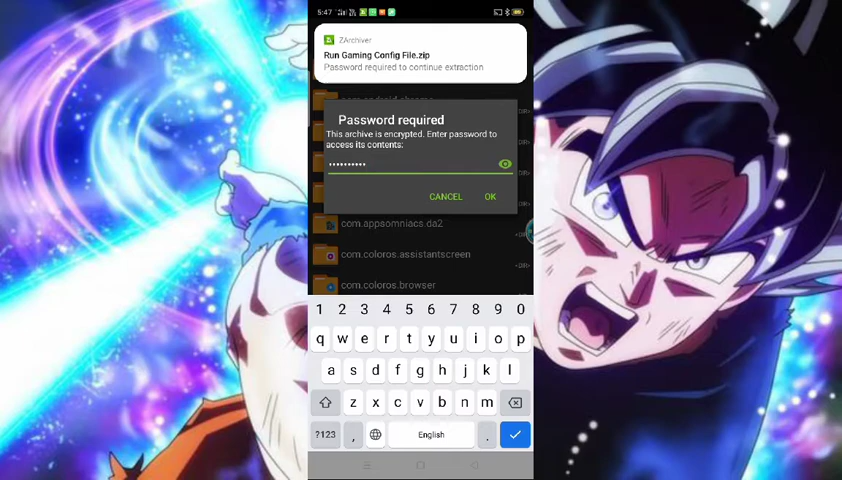 5:47
ZArchiver
Run Gaming Config File.zip
Password required to continue extraction
Password required
This archive is encrypted. Enter password to
access its contents:
••••••••••
CANCEL OK
com.appsomniacs.da2
<DIR>
com.coloros.assistantscreen
<DIR>
com.coloros.browser
1 2 3 4 5 6 7 8 9 0
q w e r t y u i o p
a s d f g h j k l
z x c v b n m
?123 , English .